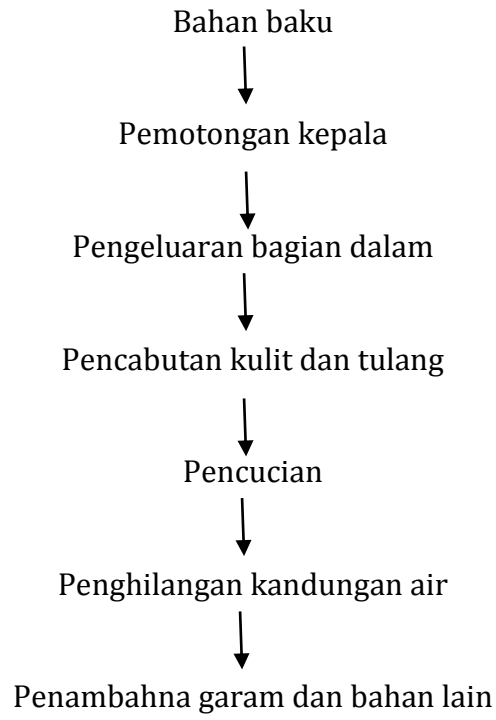 Bahan baku
Pemotongan kepala
Pengeluaran bagian dalam
Pencabutan kulit dan tulang
Pencucian
Penghilangan kandungan air
Penambahna garam dan bahan lain